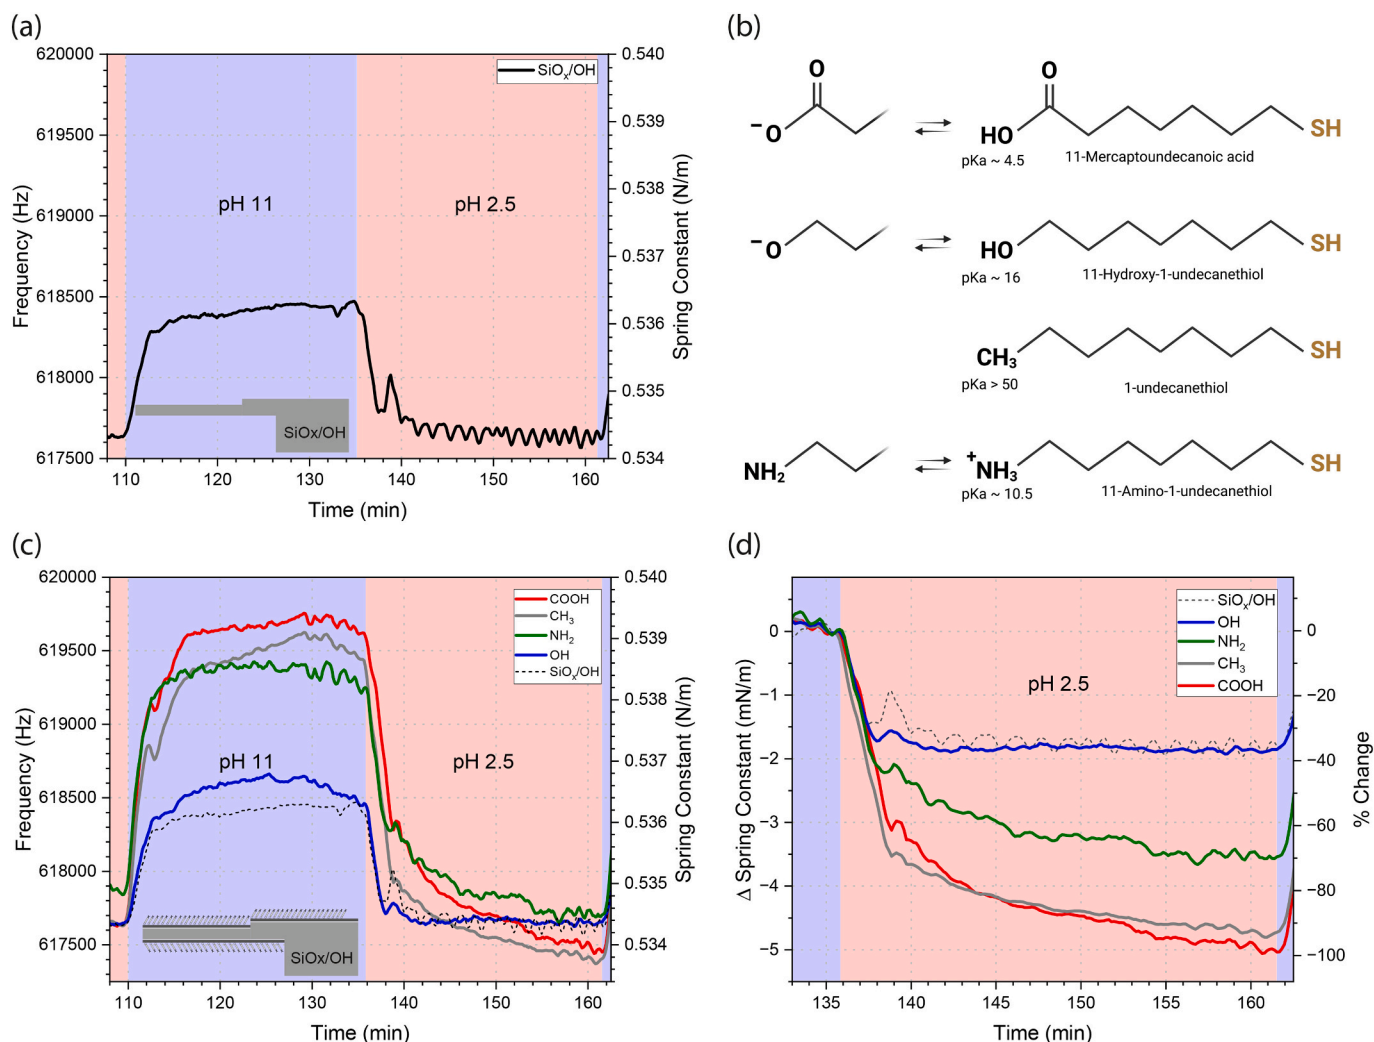 (a)
620000
619500
619000
618500
618000
617500
Frequency (Hz)
0.540
0.539
0.538
0.537
0.536
0.535
0.534
Spring Constant (N/m)
SiOx/OH
pH 11
pH 2.5
SiOx/OH
110
120
130
140
150
160
Time (min)
(b)
O
⁻O
O
HO
SH
pKa ~ 4.5
11-Mercaptoundecanoic acid
⁻O
HO
SH
pKa ~ 16
11-Hydroxy-1-undecanethiol
CH₃
SH
pKa > 50
1-undecanethiol
NH₂
⁺NH₃
SH
pKa ~ 10.5
11-Amino-1-undecanethiol
(c)
620000
619500
619000
618500
618000
617500
Frequency (Hz)
0.540
0.539
0.538
0.537
0.536
0.535
0.534
Spring Constant (N/m)
COOH
CH₃
NH₂
OH
SiOx/OH
pH 11
pH 2.5
SiOx/OH
110
120
130
140
150
160
Time (min)
(d)
0
−1
−2
−3
−4
−5
Δ Spring Constant (mN/m)
0
−20
−40
−60
−80
−100
% Change
SiOx/OH
OH
NH₂
CH₃
COOH
pH 2.5
135
140
145
150
155
160
Time (min)